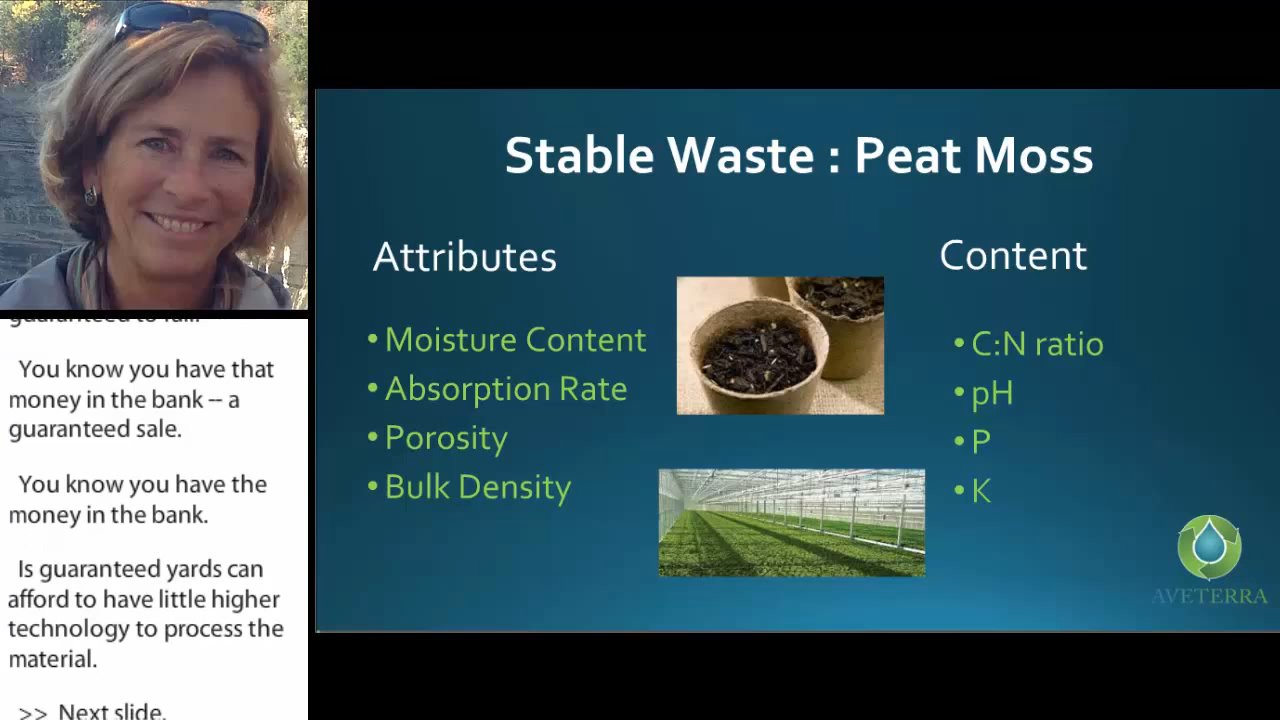 Stable Waste : Peat Moss
Attributes
• Moisture Content
• Absorption Rate
• Porosity
• Bulk Density
Content
• C:N ratio
• pH
• P
• K
AVETERRA
You know you have that
money in the bank -- a
guaranteed sale.
You know you have the
money in the bank.
Is guaranteed yards can
afford to have little higher
technology to process the
material.
>> Next slide.